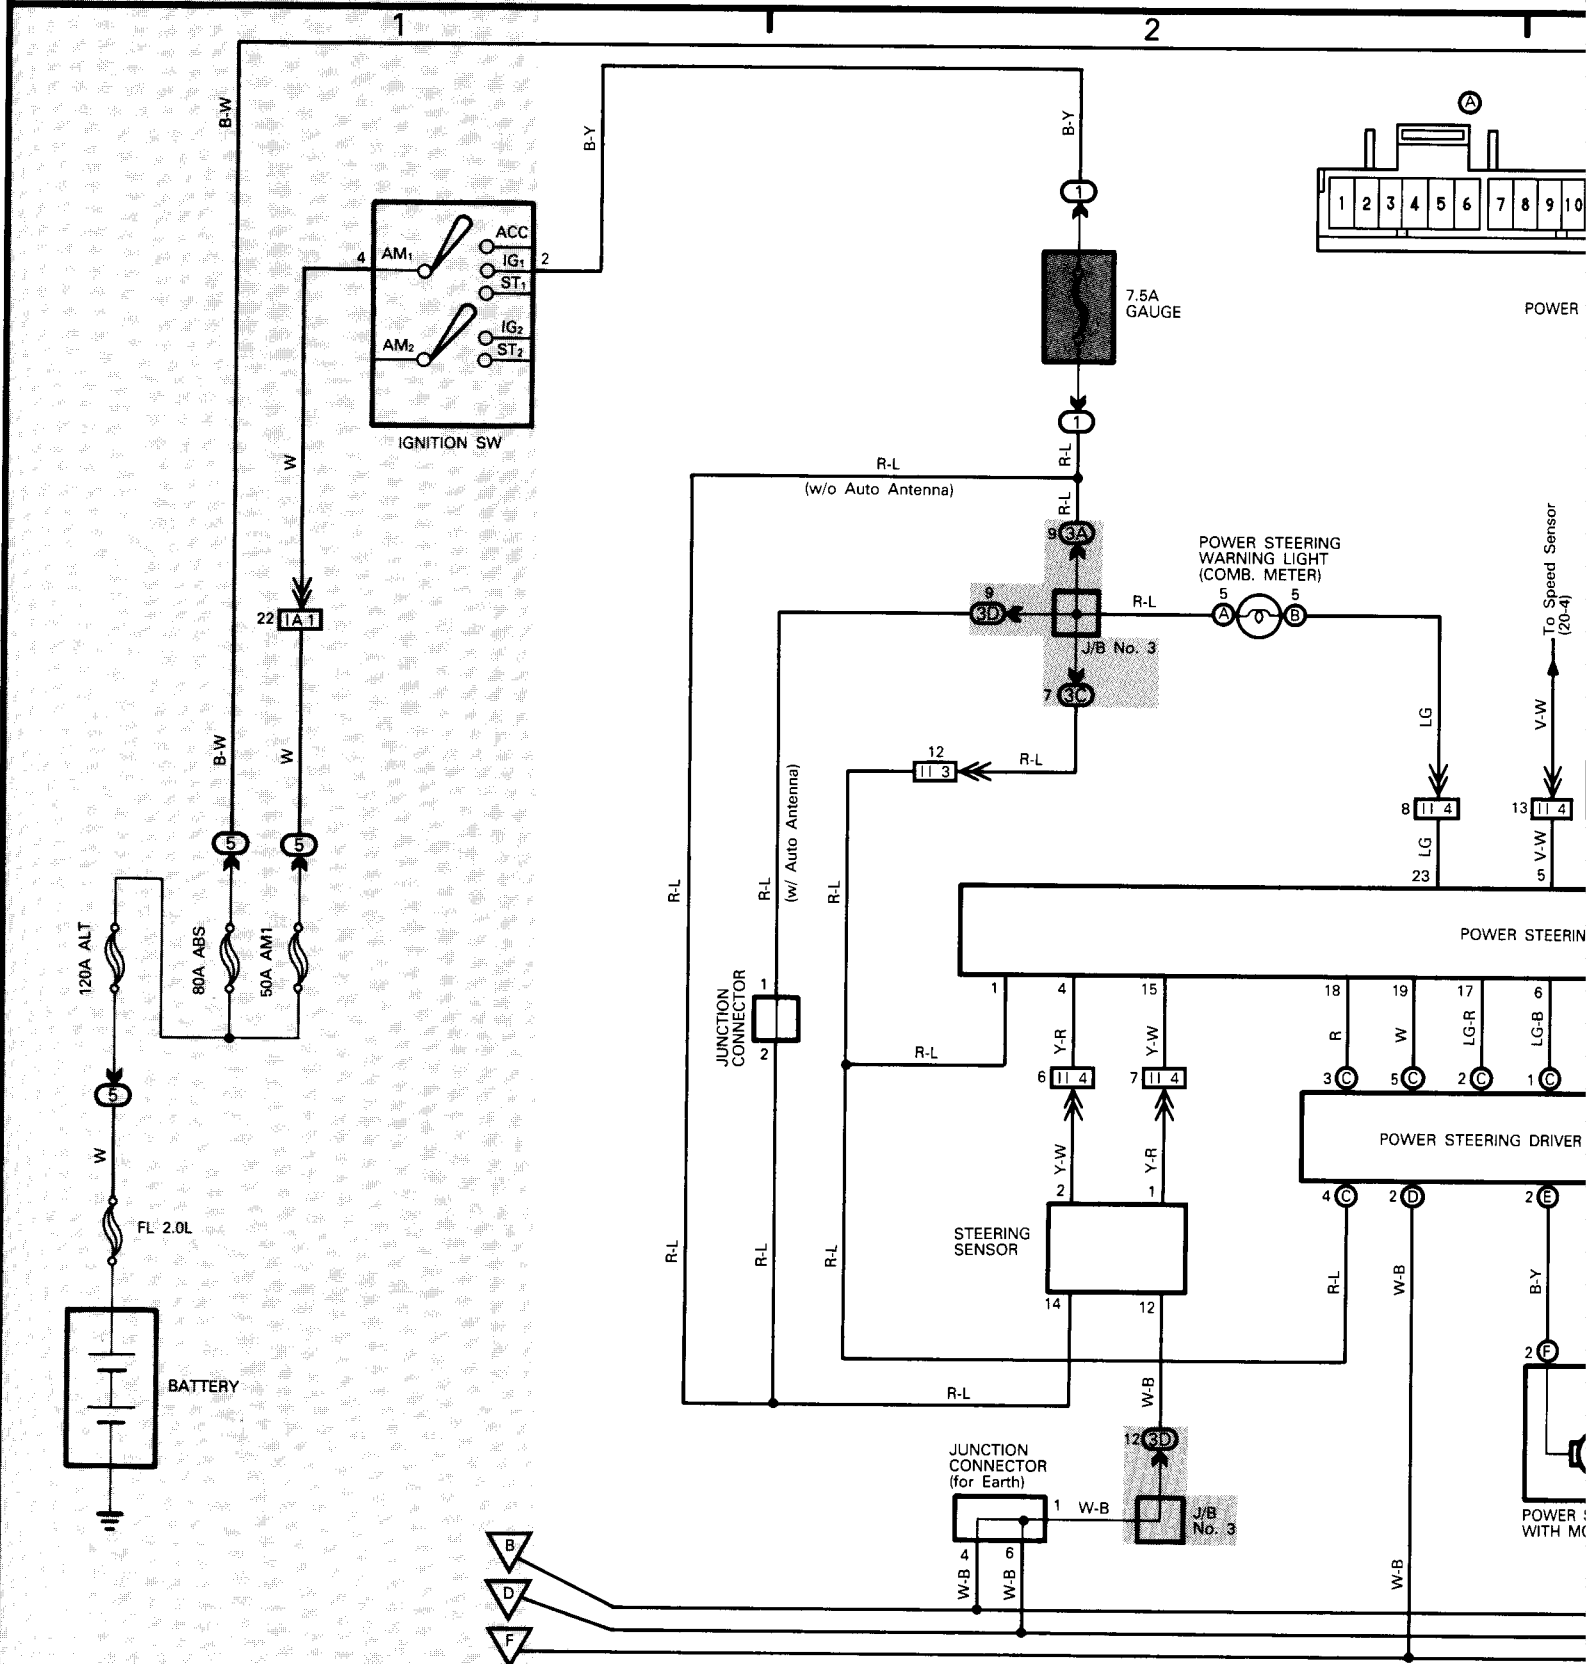 1
2
B-W
B-Y
B-Y
A
1
1 2 3 4 5 6 7 8 9 10
4
AM1
ACC
IG1
2
ST1
AM2
IG2
ST2
IGNITION SW
7.5A
GAUGE
POWER
1
W
R-L
R-L
(w/o Auto Antenna)
R-L
9 3A
POWER STEERING
WARNING LIGHT
(COMB. METER)
To Speed Sensor
(20-4)
9
3D
R-L
5
A
5
B
22 IA1
J/B No. 3
7 3C
B-W
W
LG
V-W
12
II 3
R-L
(w/ Auto Antenna)
8 II 4
13 II 4
5
5
LG
V-W
23
5
R-L
R-L
R-L
120A ALT
80A ABS
50A AM1
POWER STEERIN
JUNCTION
CONNECTOR
1
2
1
4
15
18
19
17
6
R-L
Y-R
Y-W
R
W
LG-R
LG-B
6 II 4
7 II 4
3 C
5 C
2 C
1 C
5
W
Y-W
Y-R
POWER STEERING DRIVER
2
1
4 C
2 D
2 E
FL 2.0L
STEERING
SENSOR
R-L
R-L
R-L
R-L
W-B
B-Y
14
12
2 F
BATTERY
R-L
W-B
12 3D
JUNCTION
CONNECTOR
(for Earth)
1
W-B
J/B
No. 3
POWER S
WITH MO
B
4
6
W-B
W-B
W-B
D
F